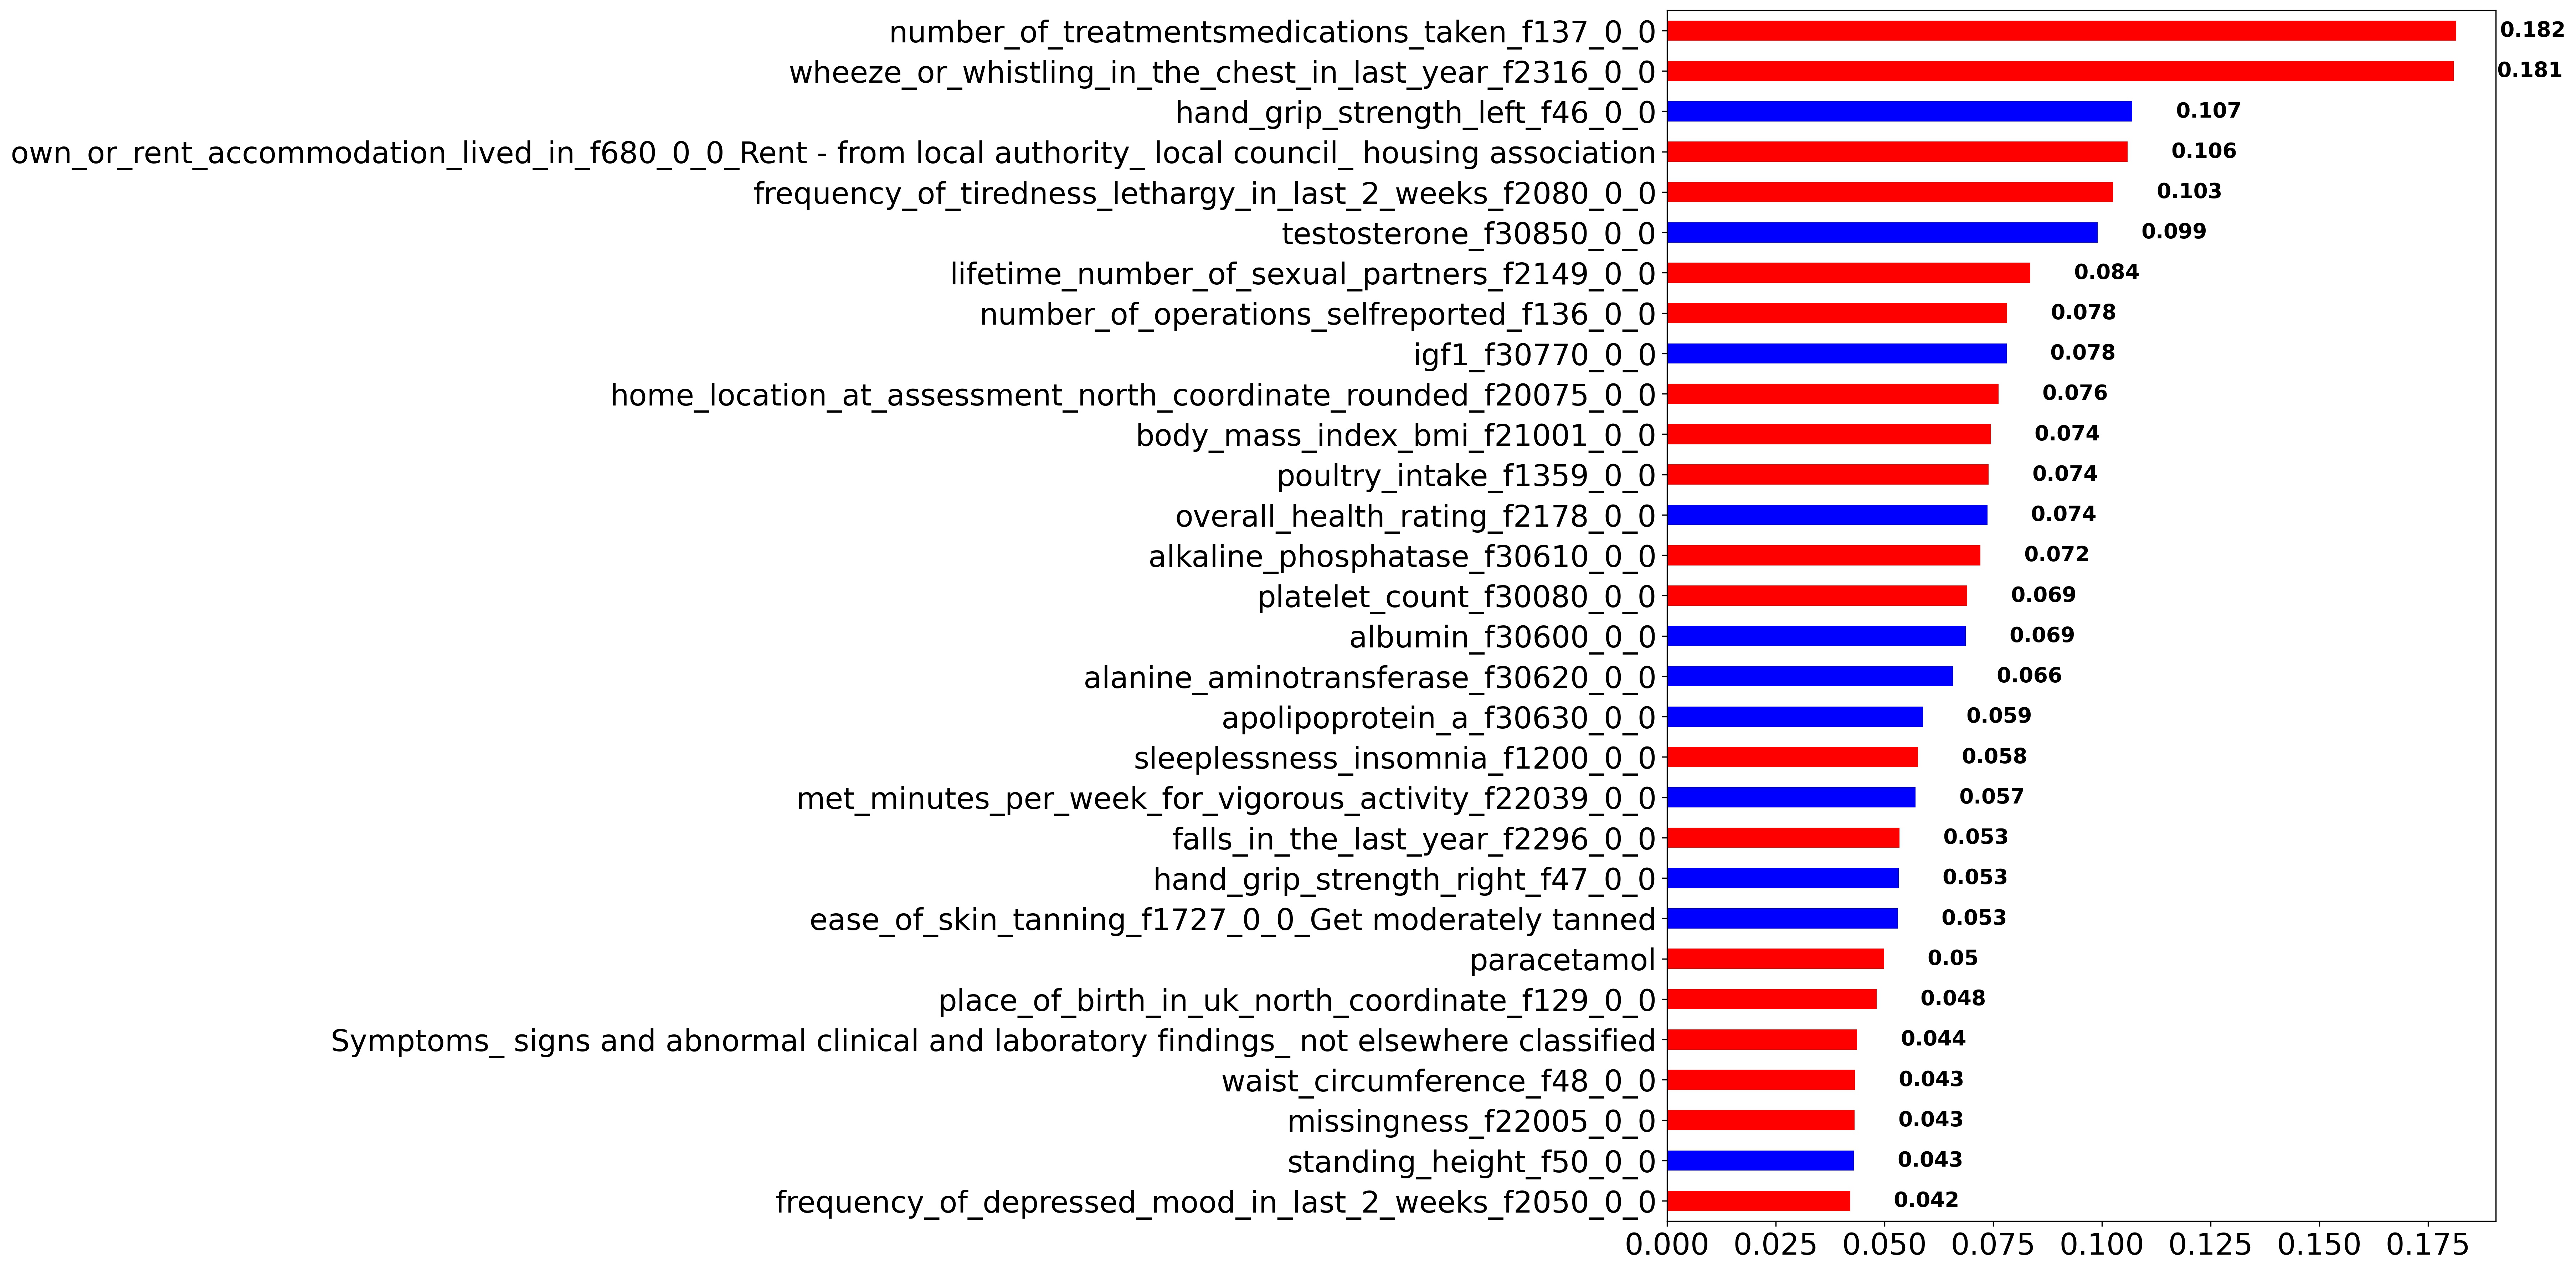 number_of_treatmentsmedications_taken_f137_0_0 0.182
wheeze_or_whistling_in_the_chest_in_last_year_f2316_0_0 0.181
hand_grip_strength_left_f46_0_0 0.107
own_or_rent_accommodation_lived_in_f680_0_0_Rent - from local authority_ local council_ housing association 0.106
frequency_of_tiredness_lethargy_in_last_2_weeks_f2080_0_0 0.103
testosterone_f30850_0_0 0.099
lifetime_number_of_sexual_partners_f2149_0_0 0.084
number_of_operations_selfreported_f136_0_0 0.078
igf1_f30770_0_0 0.078
home_location_at_assessment_north_coordinate_rounded_f20075_0_0 0.076
body_mass_index_bmi_f21001_0_0 0.074
poultry_intake_f1359_0_0 0.074
overall_health_rating_f2178_0_0 0.074
alkaline_phosphatase_f30610_0_0 0.072
platelet_count_f30080_0_0 0.069
albumin_f30600_0_0 0.069
alanine_aminotransferase_f30620_0_0 0.066
apolipoprotein_a_f30630_0_0 0.059
sleeplessness_insomnia_f1200_0_0 0.058
met_minutes_per_week_for_vigorous_activity_f22039_0_0 0.057
falls_in_the_last_year_f2296_0_0 0.053
hand_grip_strength_right_f47_0_0 0.053
ease_of_skin_tanning_f1727_0_0_Get moderately tanned 0.053
paracetamol 0.05
place_of_birth_in_uk_north_coordinate_f129_0_0 0.048
Symptoms_ signs and abnormal clinical and laboratory findings_ not elsewhere classified 0.044
waist_circumference_f48_0_0 0.043
missingness_f22005_0_0 0.043
standing_height_f50_0_0 0.043
frequency_of_depressed_mood_in_last_2_weeks_f2050_0_0 0.042
0.000 0.025 0.050 0.075 0.100 0.125 0.150 0.175